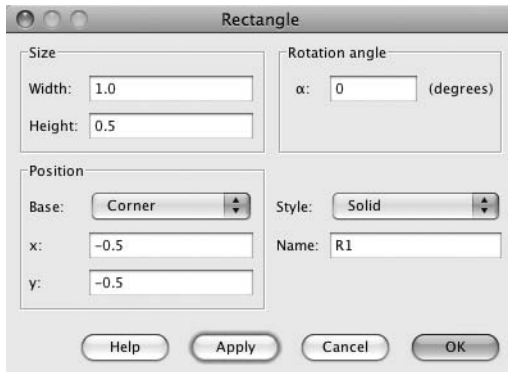 Rectangle
Size
Width: 1.0
Height: 0.5
Rotation angle
α: 0 (degrees)
Position
Base: Corner
x: -0.5
y: -0.5
Style: Solid
Name: R1
Help Apply Cancel OK